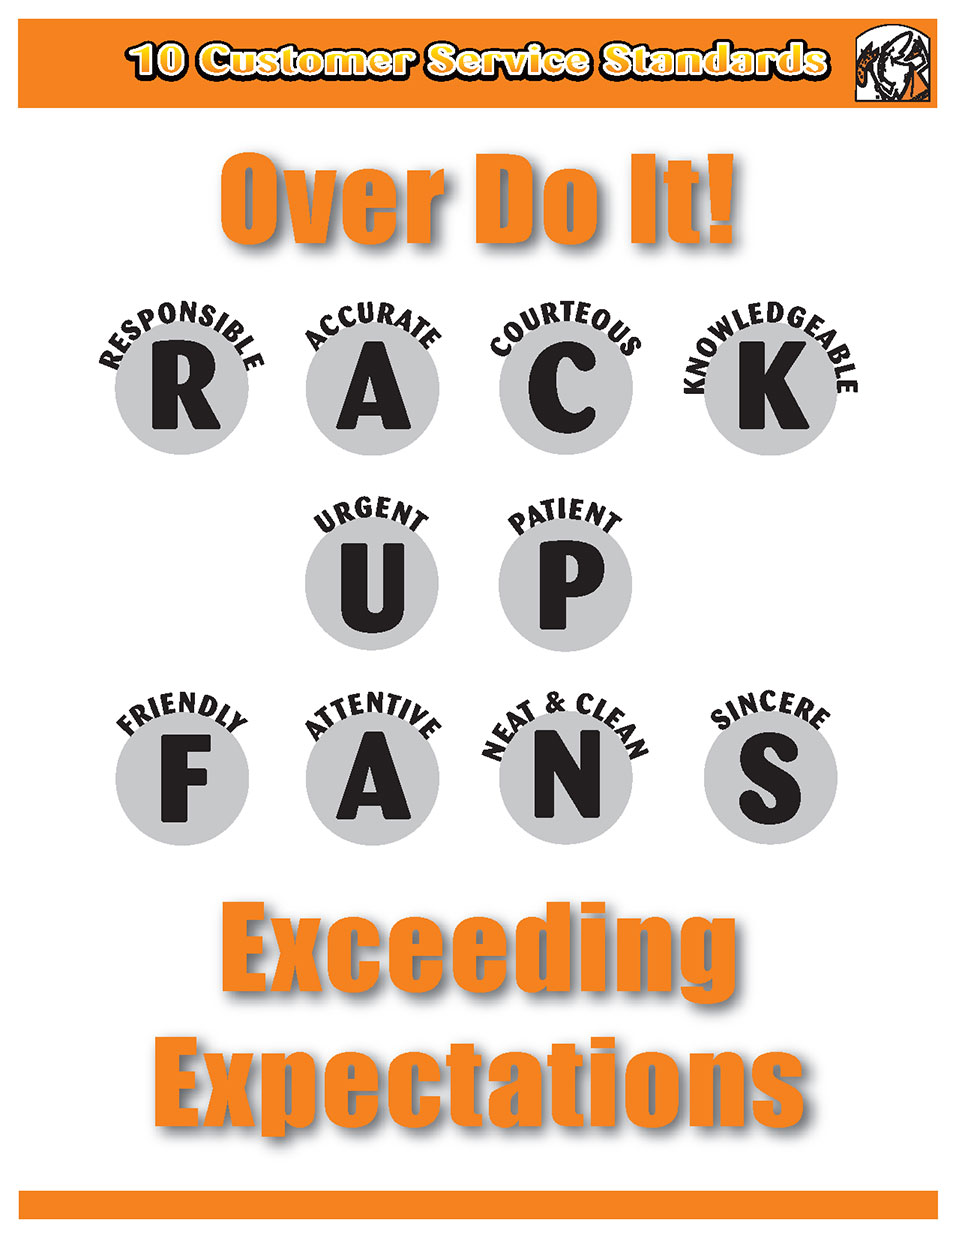 10 Customer Service Standards
Over Do It!
RESPONSIBLE ACCURATE COURTEOUS KNOWLEDGEABLE
R A C K
URGENT PATIENT
U P
FRIENDLY ATTENTIVE NEAT & CLEAN SINCERE
F A N S
Exceeding
Expectations